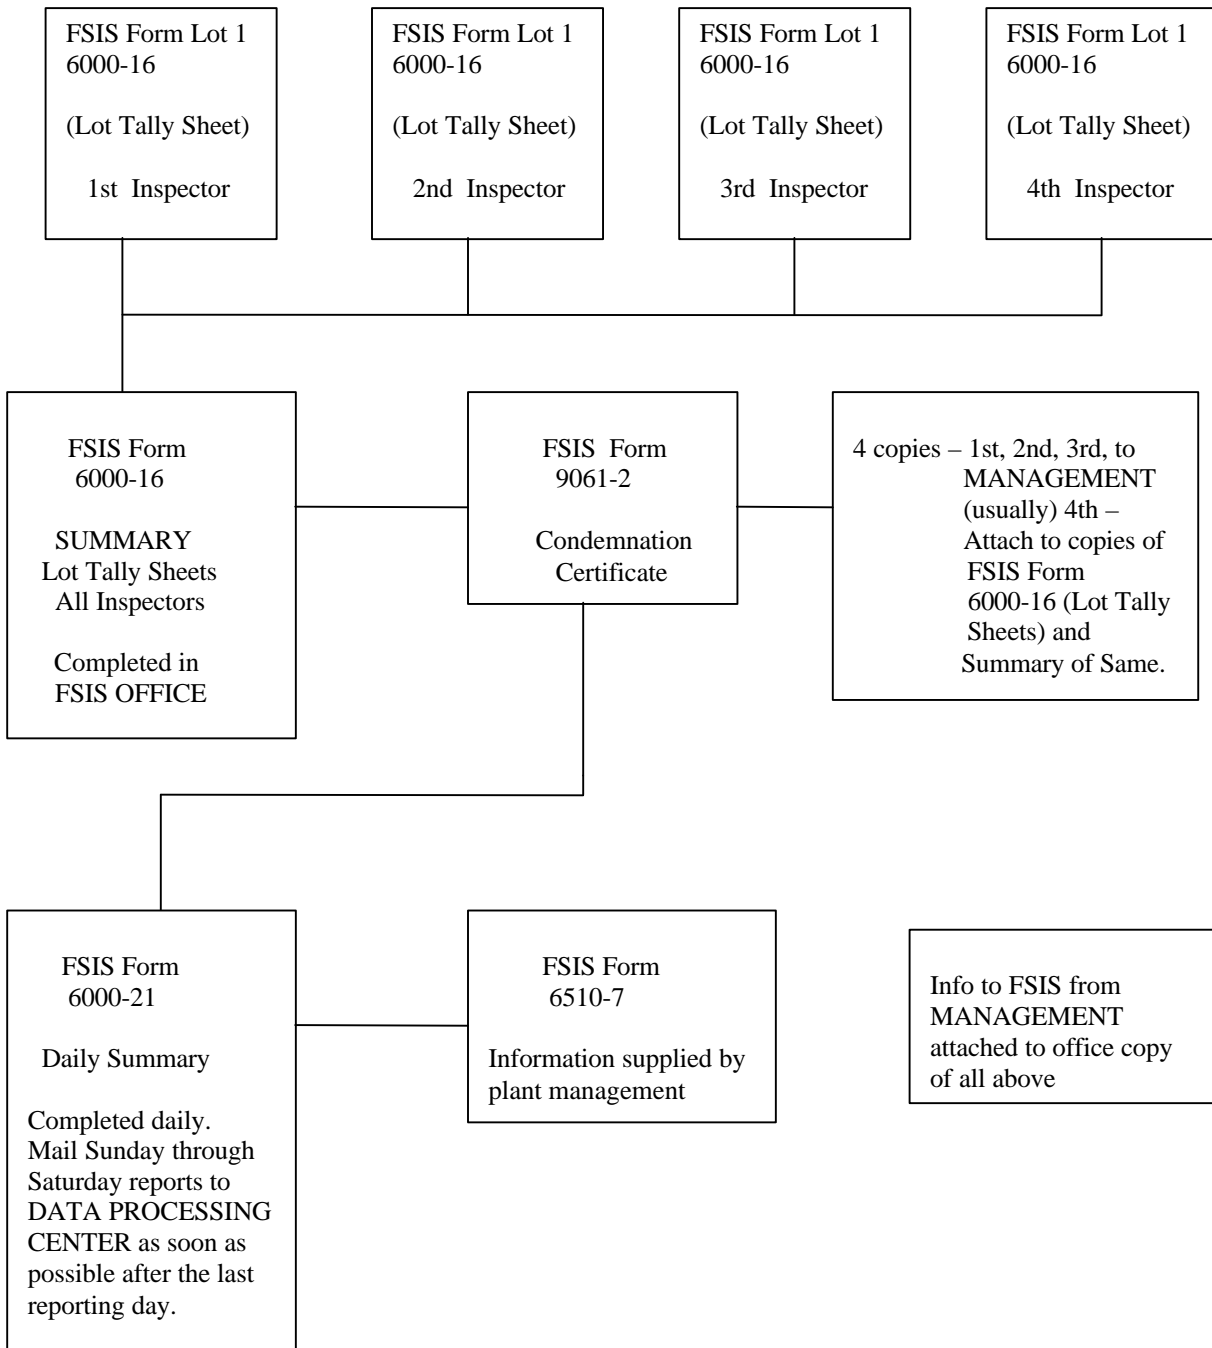 FSIS Form Lot 1
6000-16
(Lot Tally Sheet)
1st Inspector
FSIS Form Lot 1
6000-16
(Lot Tally Sheet)
2nd Inspector
FSIS Form Lot 1
6000-16
(Lot Tally Sheet)
3rd Inspector
FSIS Form Lot 1
6000-16
(Lot Tally Sheet)
4th Inspector
FSIS Form
6000-16
SUMMARY
Lot Tally Sheets
All Inspectors
Completed in
FSIS OFFICE
FSIS Form
9061-2
Condemnation
Certificate
4 copies – 1st, 2nd, 3rd, to
MANAGEMENT
(usually) 4th –
Attach to copies of
FSIS Form
6000-16 (Lot Tally
Sheets) and
Summary of Same.
FSIS Form
6000-21
Daily Summary
Completed daily.
Mail Sunday through
Saturday reports to
DATA PROCESSING
CENTER as soon as
possible after the last
reporting day.
FSIS Form
6510-7
Information supplied by
plant management
Info to FSIS from
MANAGEMENT
attached to office copy
of all above